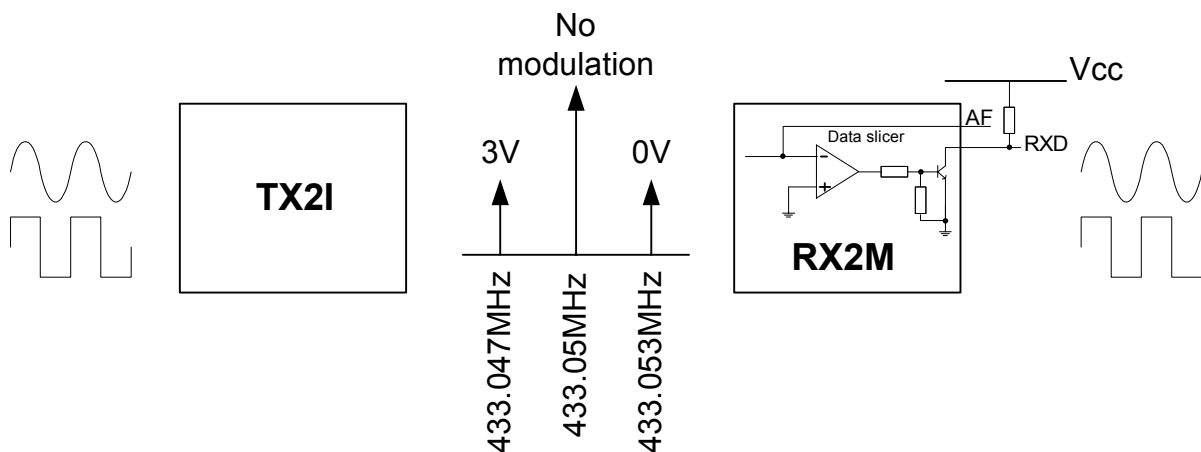 No
modulation
3V
0V
TX2I
433.047MHz
433.05MHz
433.053MHz
Vcc
AF
RXD
Data slicer
−
+
RX2M